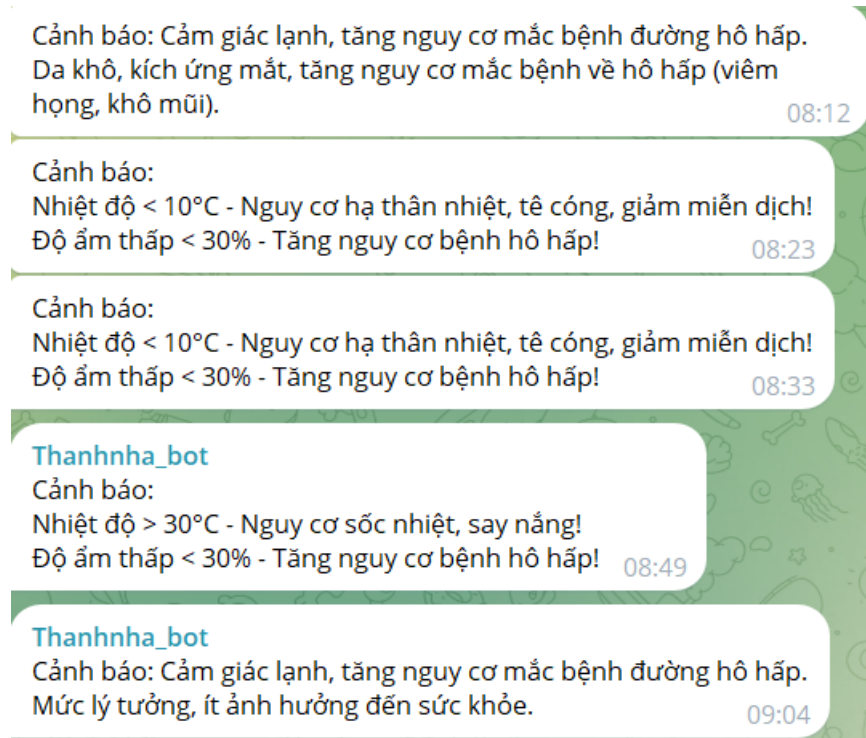 Cảnh báo: Cảm giác lạnh, tăng nguy cơ mắc bệnh đường hô hấp.
Da khô, kích ứng mắt, tăng nguy cơ mắc bệnh về hô hấp (viêm
họng, khô mũi).
08:12
Cảnh báo:
Nhiệt độ < 10°C - Nguy cơ hạ thân nhiệt, tê cóng, giảm miễn dịch!
Độ ẩm thấp < 30% - Tăng nguy cơ bệnh hô hấp!
08:23
Cảnh báo:
Nhiệt độ < 10°C - Nguy cơ hạ thân nhiệt, tê cóng, giảm miễn dịch!
Độ ẩm thấp < 30% - Tăng nguy cơ bệnh hô hấp!
08:33
Thanhnha_bot
Cảnh báo:
Nhiệt độ > 30°C - Nguy cơ sốc nhiệt, say nắng!
Độ ẩm thấp < 30% - Tăng nguy cơ bệnh hô hấp!
08:49
Thanhnha_bot
Cảnh báo: Cảm giác lạnh, tăng nguy cơ mắc bệnh đường hô hấp.
Mức lý tưởng, ít ảnh hưởng đến sức khỏe.
09:04